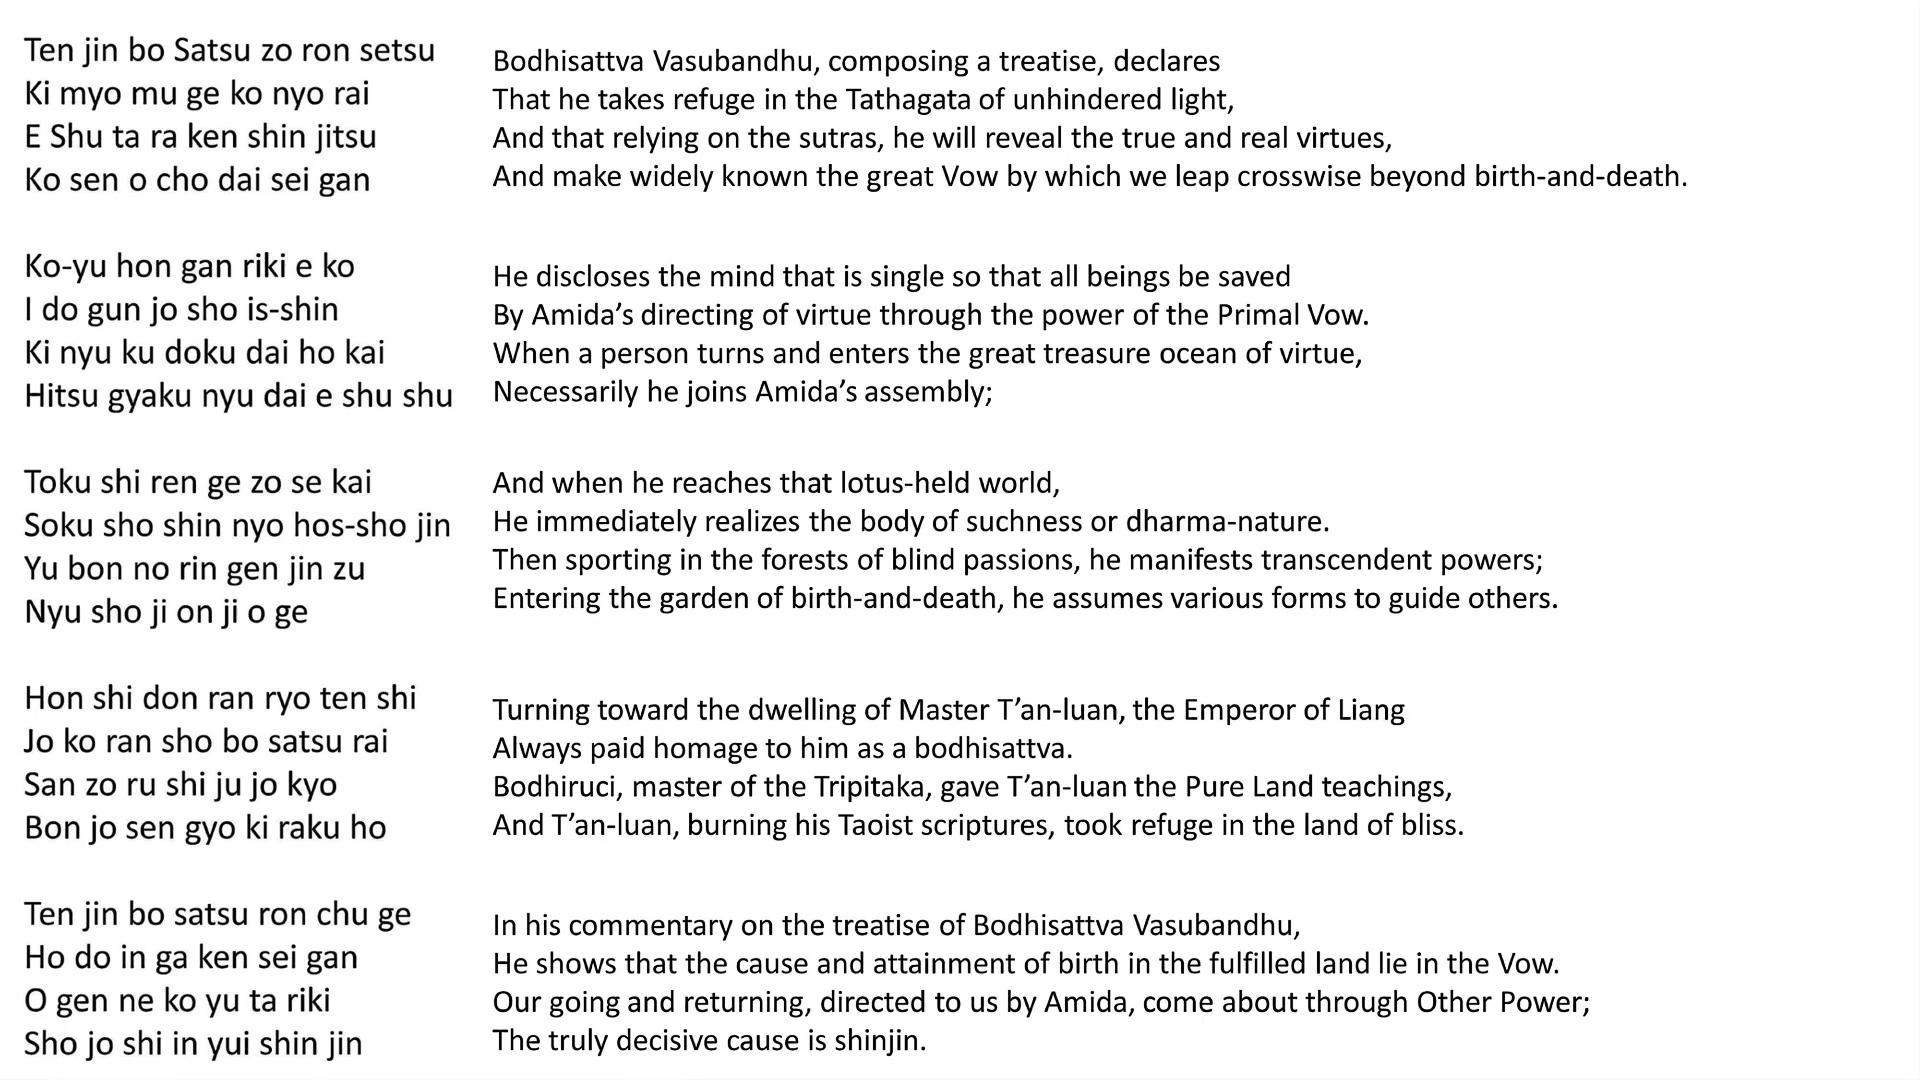 Ten jin bo Satsu zo ron setsu
Ki myo mu ge ko nyo rai
E Shu ta ra ken shin jitsu
Ko sen o cho dai sei gan
Bodhisattva Vasubandhu, composing a treatise, declares
That he takes refuge in the Tathagata of unhindered light,
And that relying on the sutras, he will reveal the true and real virtues,
And make widely known the great Vow by which we leap crosswise beyond birth-and-death.
Ko-yu hon gan riki e ko
I do gun jo sho is-shin
Ki nyu ku doku dai ho kai
Hitsu gyaku nyu dai e shu shu
He discloses the mind that is single so that all beings be saved
By Amida’s directing of virtue through the power of the Primal Vow.
When a person turns and enters the great treasure ocean of virtue,
Necessarily he joins Amida’s assembly;
Toku shi ren ge zo se kai
Soku sho shin nyo hos-sho jin
Yu bon no rin gen jin zu
Nyu sho ji on ji o ge
And when he reaches that lotus-held world,
He immediately realizes the body of suchness or dharma-nature.
Then sporting in the forests of blind passions, he manifests transcendent powers;
Entering the garden of birth-and-death, he assumes various forms to guide others.
Hon shi don ran ryo ten shi
Jo ko ran sho bo satsu rai
San zo ru shi ju jo kyo
Bon jo sen gyo ki raku ho
Turning toward the dwelling of Master T’an-luan, the Emperor of Liang
Always paid homage to him as a bodhisattva.
Bodhiruci, master of the Tripitaka, gave T’an-luan the Pure Land teachings,
And T’an-luan, burning his Taoist scriptures, took refuge in the land of bliss.
Ten jin bo satsu ron chu ge
Ho do in ga ken sei gan
O gen ne ko yu ta riki
Sho jo shi in yui shin jin
In his commentary on the treatise of Bodhisattva Vasubandhu,
He shows that the cause and attainment of birth in the fulfilled land lie in the Vow.
Our going and returning, directed to us by Amida, come about through Other Power;
The truly decisive cause is shinjin.